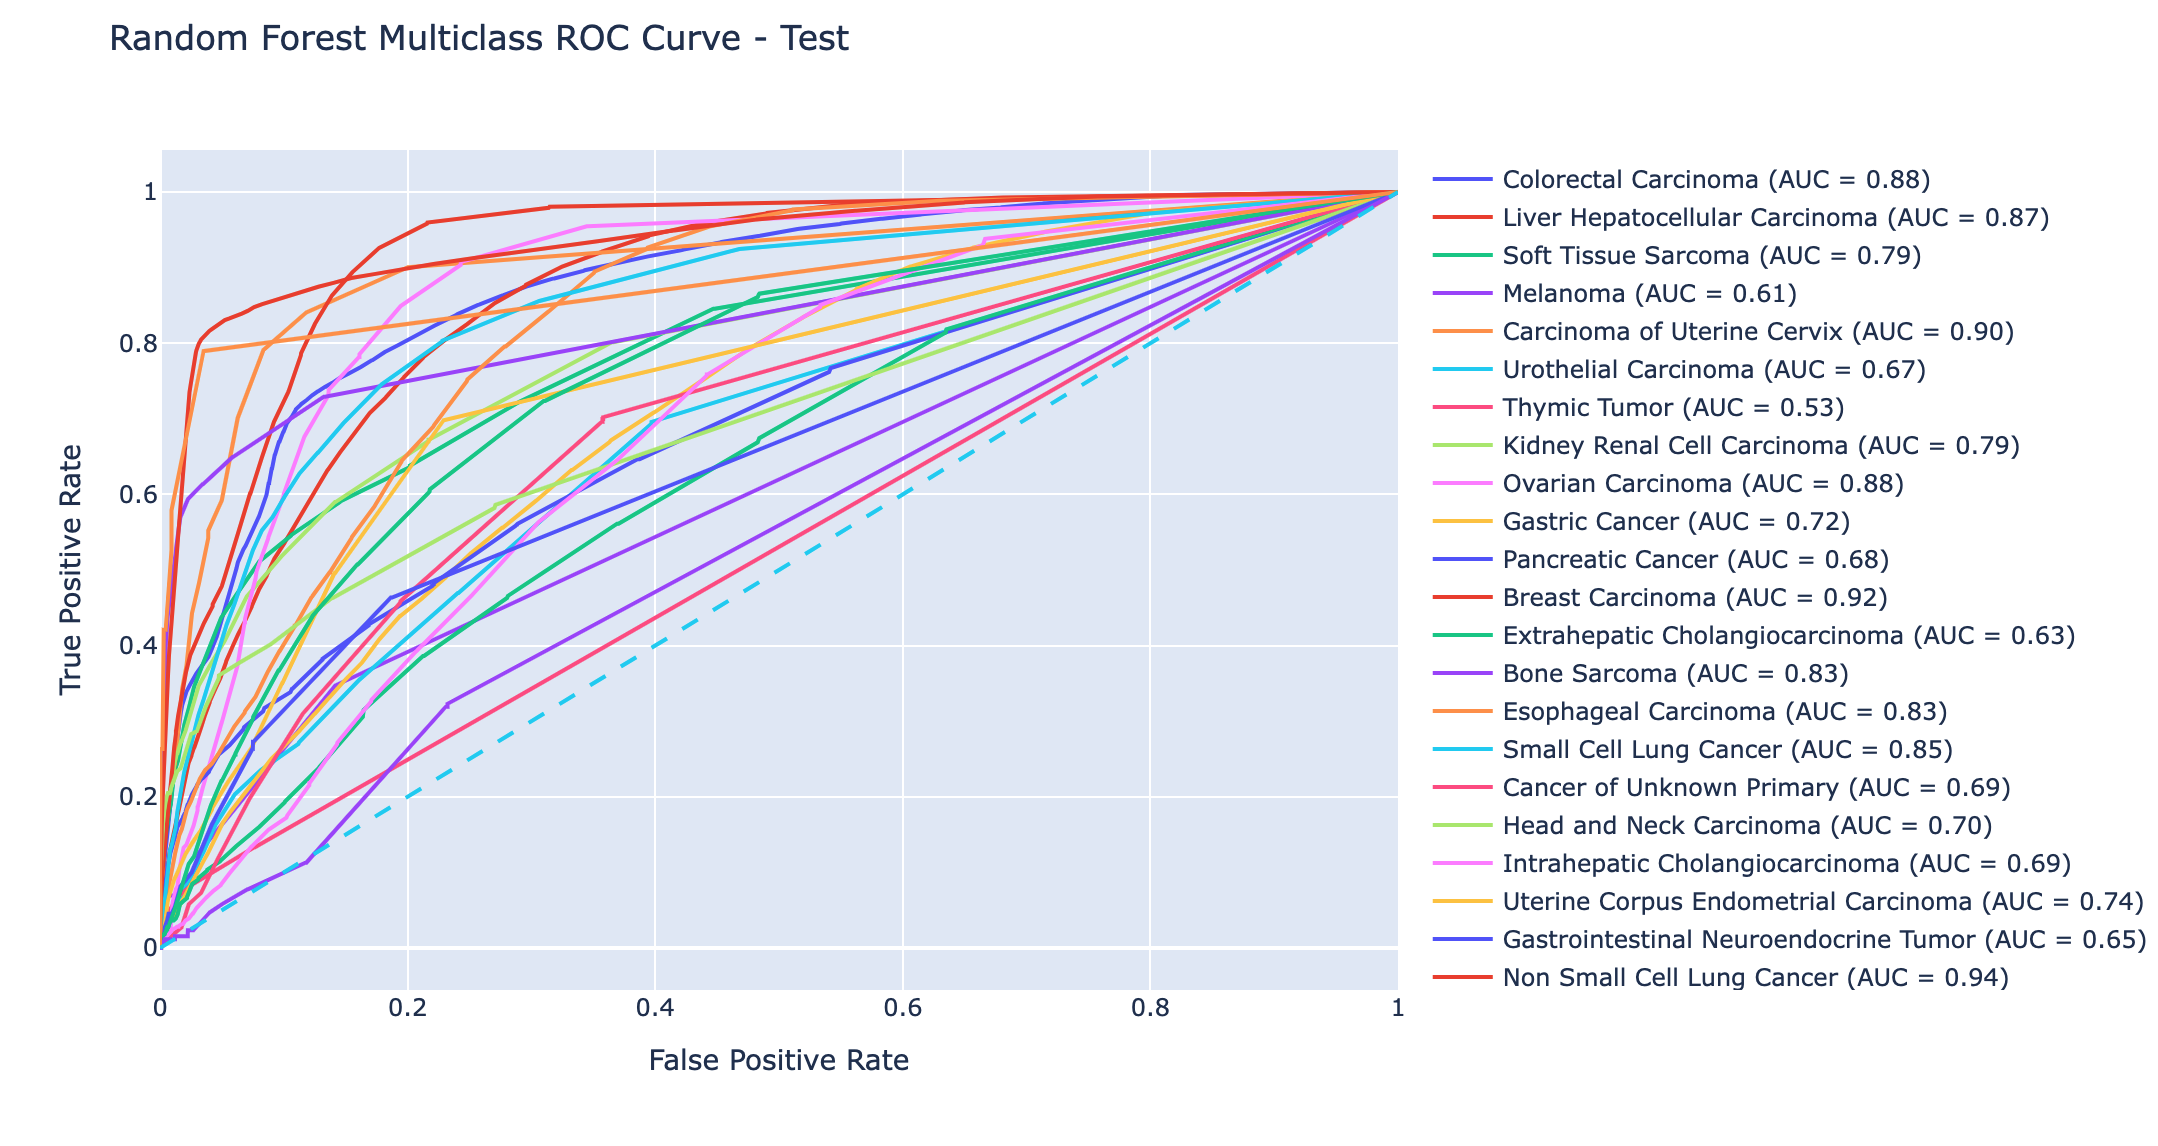 Random Forest Multiclass ROC Curve - Test
True Positive Rate
1
0.8
0.6
0.4
0.2
0
0
0.2
0.4
0.6
0.8
1
False Positive Rate
Colorectal Carcinoma (AUC = 0.88)
Liver Hepatocellular Carcinoma (AUC = 0.87)
Soft Tissue Sarcoma (AUC = 0.79)
Melanoma (AUC = 0.61)
Carcinoma of Uterine Cervix (AUC = 0.90)
Urothelial Carcinoma (AUC = 0.67)
Thymic Tumor (AUC = 0.53)
Kidney Renal Cell Carcinoma (AUC = 0.79)
Ovarian Carcinoma (AUC = 0.88)
Gastric Cancer (AUC = 0.72)
Pancreatic Cancer (AUC = 0.68)
Breast Carcinoma (AUC = 0.92)
Extrahepatic Cholangiocarcinoma (AUC = 0.63)
Bone Sarcoma (AUC = 0.83)
Esophageal Carcinoma (AUC = 0.83)
Small Cell Lung Cancer (AUC = 0.85)
Cancer of Unknown Primary (AUC = 0.69)
Head and Neck Carcinoma (AUC = 0.70)
Intrahepatic Cholangiocarcinoma (AUC = 0.69)
Uterine Corpus Endometrial Carcinoma (AUC = 0.74)
Gastrointestinal Neuroendocrine Tumor (AUC = 0.65)
Non Small Cell Lung Cancer (AUC = 0.94)